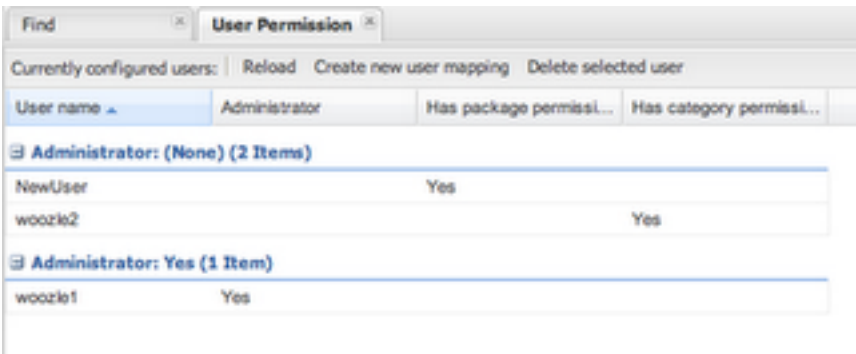 Find User Permission
Currently configured users: Reload Create new user mapping Delete selected user
User name Administrator Has package permissi... Has category permissi...
Administrator: (None) (2 Items)
NewUser Yes
woozle2 Yes
Administrator: Yes (1 Item)
woozle1 Yes